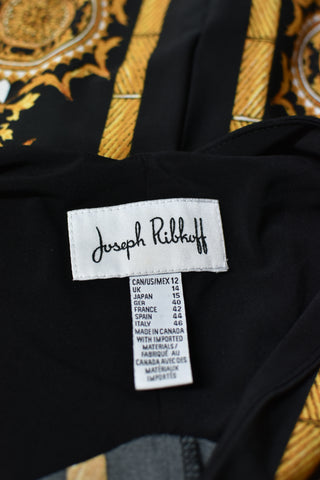 Joseph Ribkoff
CAN/US/MEX 12
UK 14
JAPAN 15
GER 40
FRANCE 42
SPAIN 44
ITALY 46
MADE IN CANADA
WITH IMPORTED
MATERIALS/
FABRIQUÉ AU
CANADA AVEC DES
MATÉRIAUX
IMPORTÉS